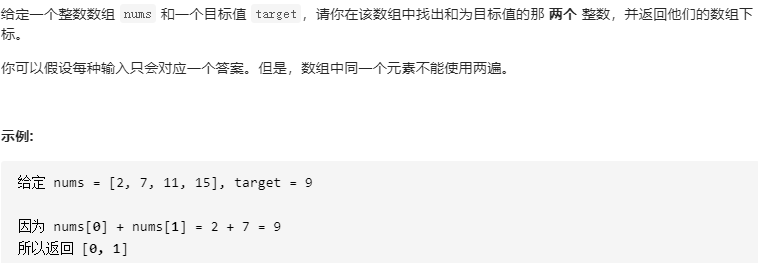 给定一个整数数组 nums 和一个目标值 target，请你在该数组中找出和为目标值的那 两个 整数，并返回他们的数组下
标。
你可以假设每种输入只会对应一个答案。但是，数组中同一个元素不能使用两遍。
示例:
给定 nums = [2, 7, 11, 15], target = 9
因为 nums[0] + nums[1] = 2 + 7 = 9
所以返回 [0, 1]